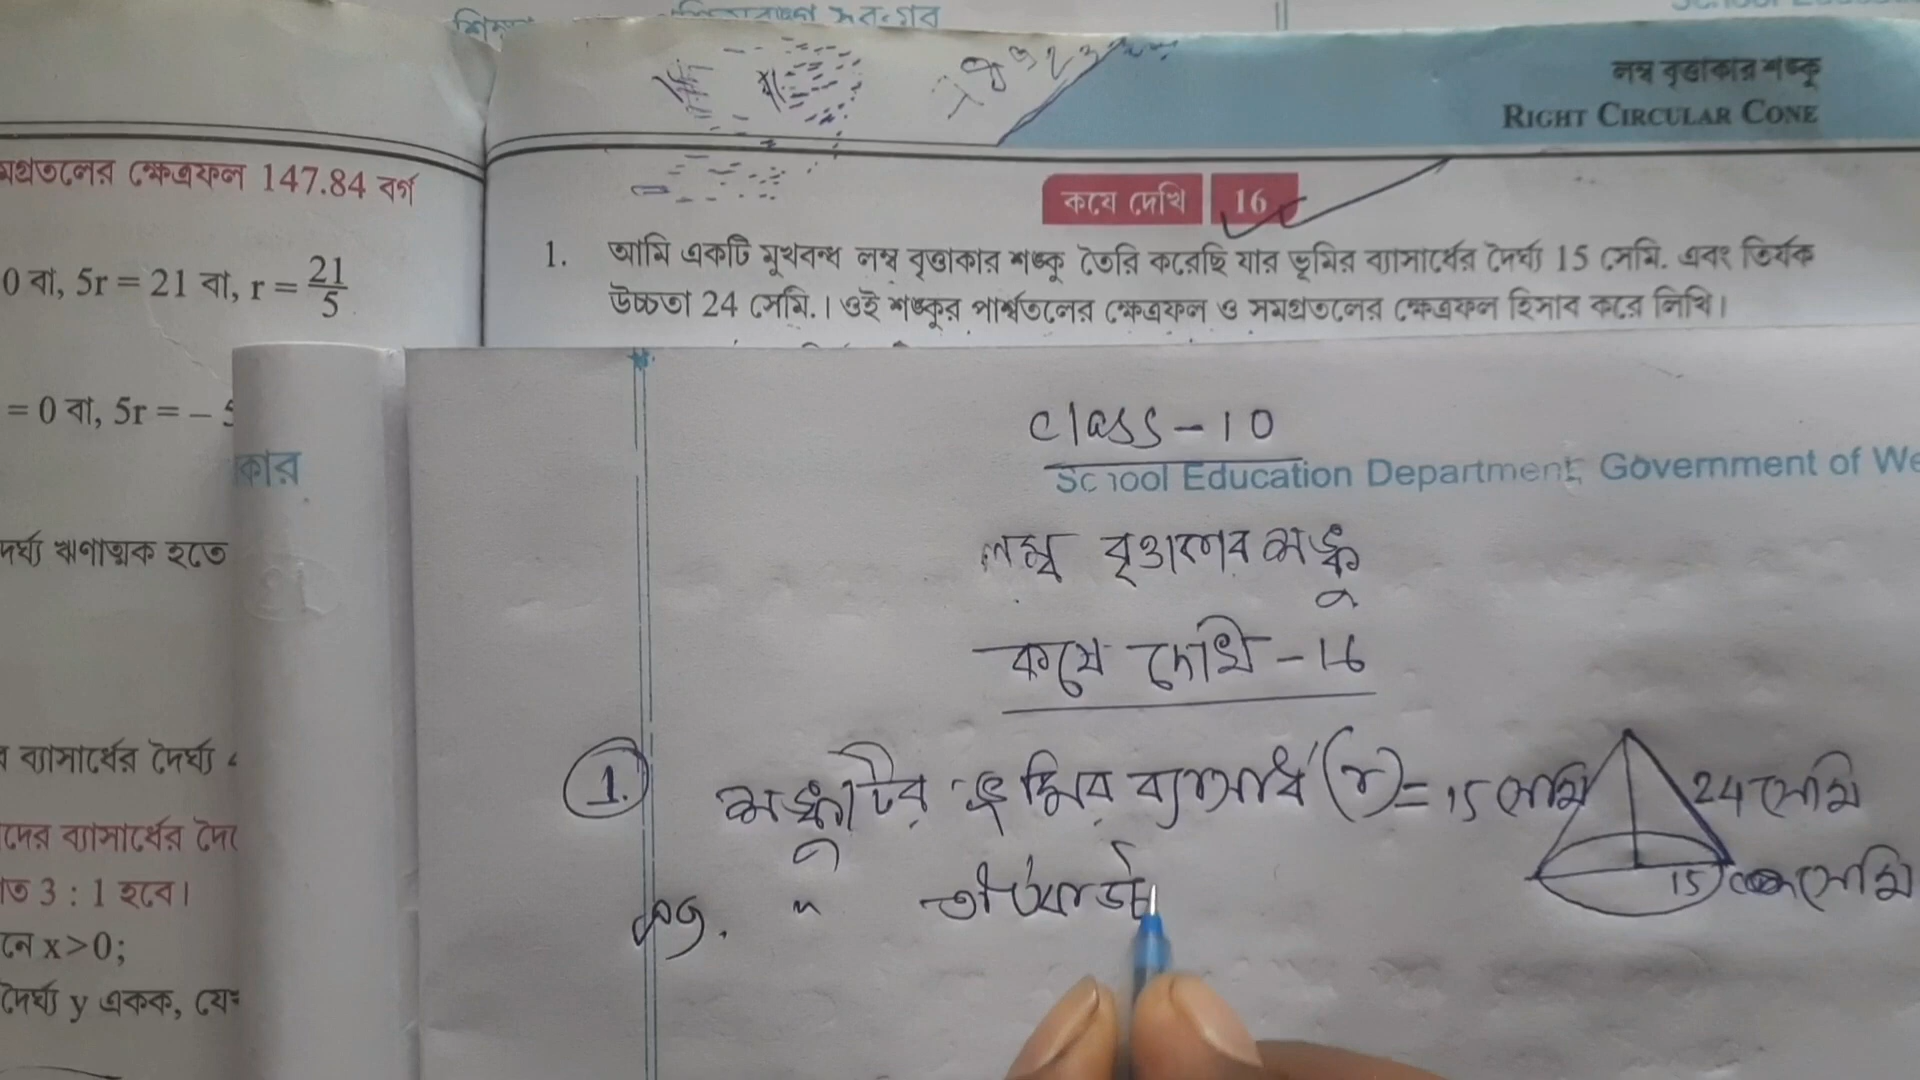 সমগ্রতলের ক্ষেত্রফল 147.84 বর্গ
0 বা, 5r = 21 বা, r = 21/5
= 0 বা, 5r = –
কার
দৈর্ঘ্য ঋণাত্মক হতে
ব্যাসার্ধের দৈর্ঘ্য
দের ব্যাসার্ধের
3 : 1 হবে।
x>0;
দৈর্ঘ্য y একক,
লম্ব বৃত্তাকার শঙ্কু
RIGHT CIRCULAR CONE
কষে দেখি 16
1. আমি একটি মুখবন্ধ লম্ব বৃত্তাকার শঙ্কু তৈরি করেছি যার ভূমির ব্যাসার্ধের দৈর্ঘ্য 15 সেমি. এবং তির্যক
উচ্চতা 24 সেমি.। ওই শঙ্কুর পার্শ্বতলের ক্ষেত্রফল ও সমগ্রতলের ক্ষেত্রফল হিসাব করে লিখি।
Class - 10
School Education Department, Government of We
লম্ব বৃত্তাকার শঙ্কু
কষে দেখি - 16
1. শঙ্কুটির ভূমির ব্যাসার্ধ (r) = 15 সেমি
24 সেমি
15 সেমি